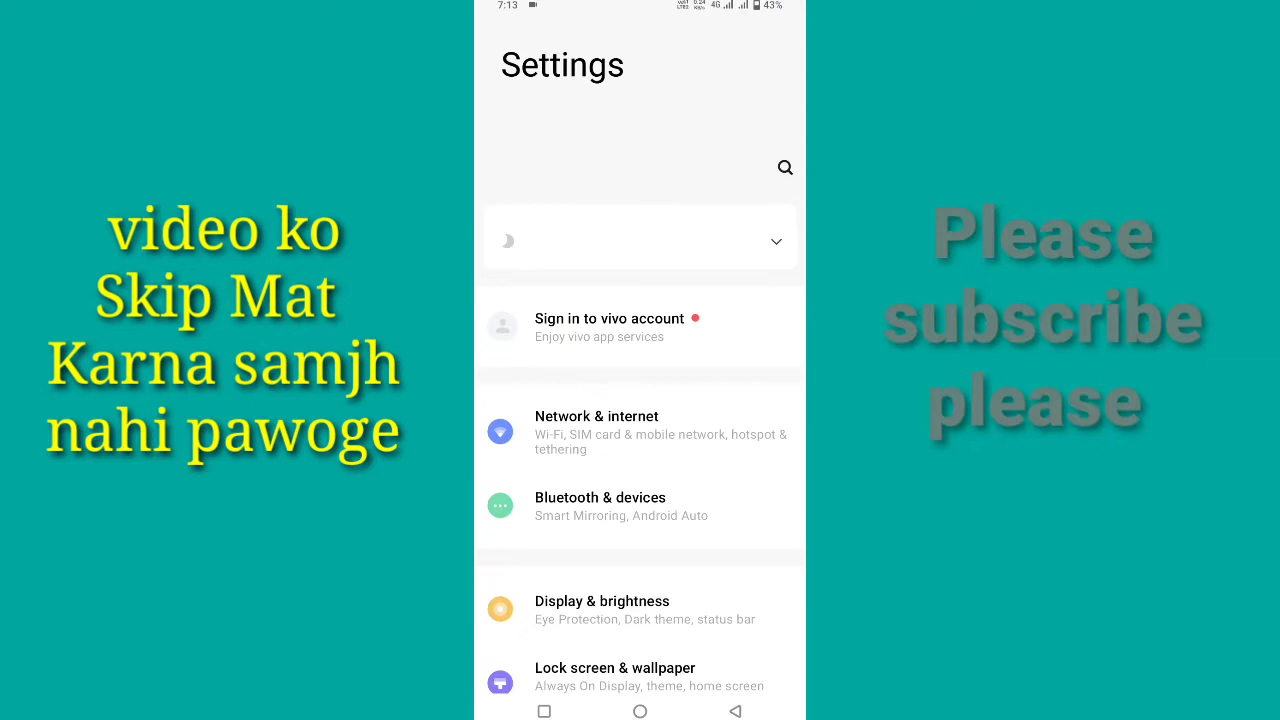 7:13 4G 43%
Settings
video ko
Skip Mat
Karna samjh
nahi pawoge
Please
subscribe
please
Sign in to vivo account
Enjoy vivo app services
Network & internet
Wi-Fi, SIM card & mobile network, hotspot &
tethering
Bluetooth & devices
Smart Mirroring, Android Auto
Display & brightness
Eye Protection, Dark theme, status bar
Lock screen & wallpaper
Always On Display, theme, home screen